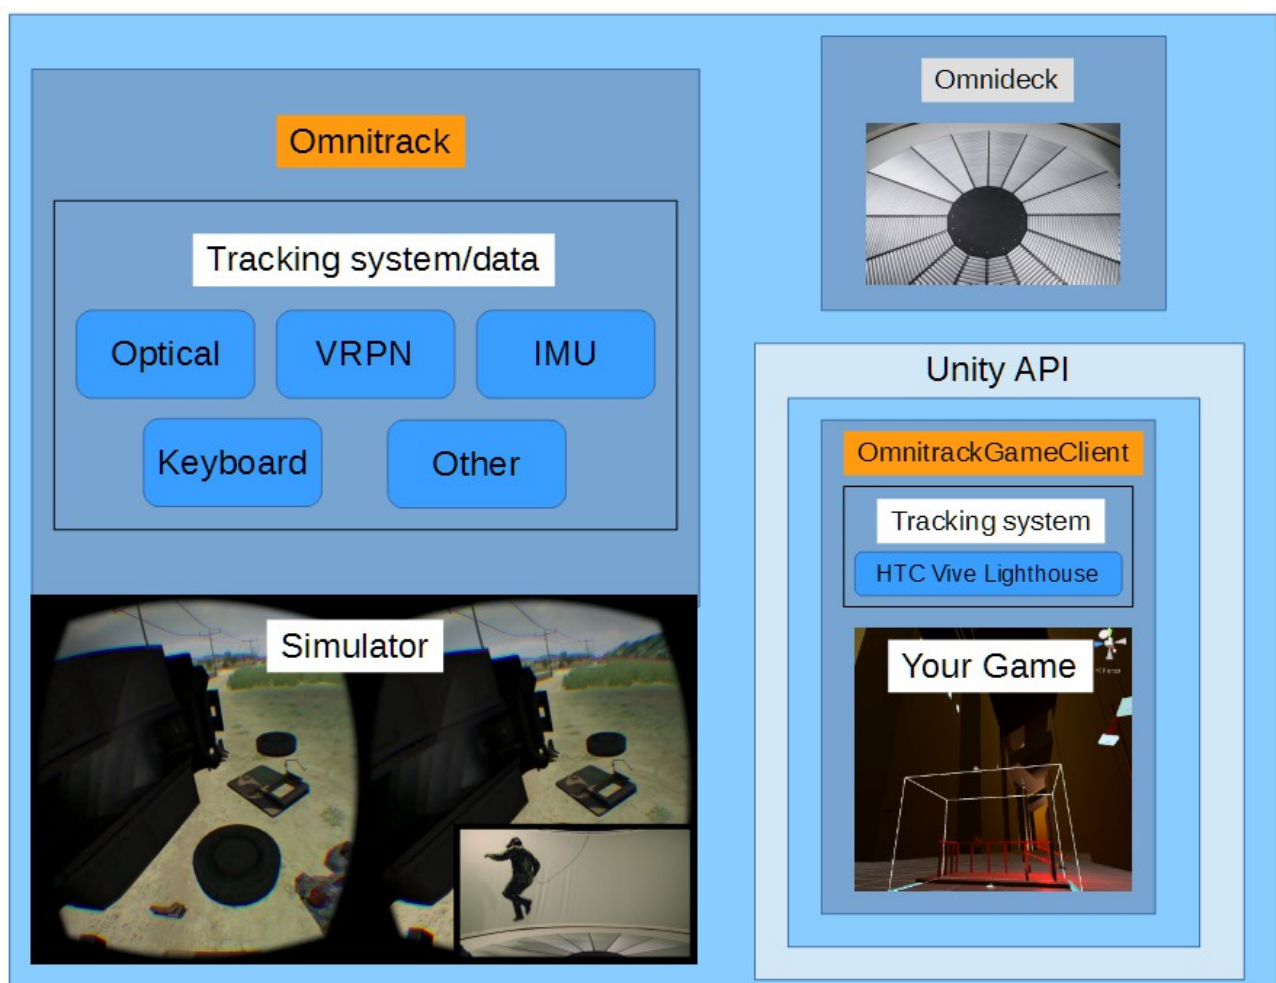 Omnitrack
Tracking system/data
Optical
VRPN
IMU
Keyboard
Other
Simulator
Omnideck
Unity API
OmnitrackGameClient
Tracking system
HTC Vive Lighthouse
Your Game